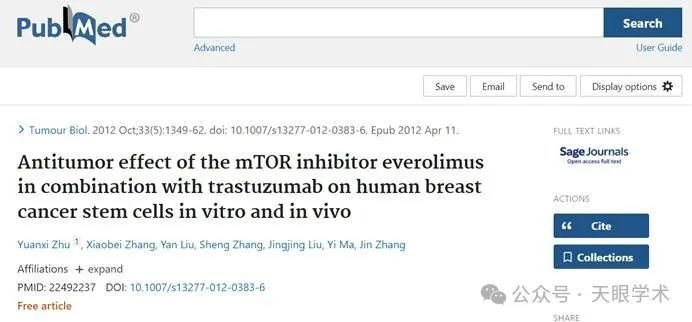 PubMed®
Search
Advanced
User Guide
Save
Email
Send to
Display options
> Tumour Biol. 2012 Oct;33(5):1349-62. doi: 10.1007/s13277-012-0383-6. Epub 2012 Apr 11.
Antitumor effect of the mTOR inhibitor everolimus
in combination with trastuzumab on human breast
cancer stem cells in vitro and in vivo
Yuanxi Zhu 1, Xiaobei Zhang, Yan Liu, Sheng Zhang, Jingjing Liu, Yi Ma, Jin Zhang
Affiliations + expand
PMID: 22492237 DOI: 10.1007/s13277-012-0383-6
Free article
FULL TEXT LINKS
Sage Journals
Open access full text
ACTIONS
Cite
Collections
SHARE
公众号 · 天眼学术